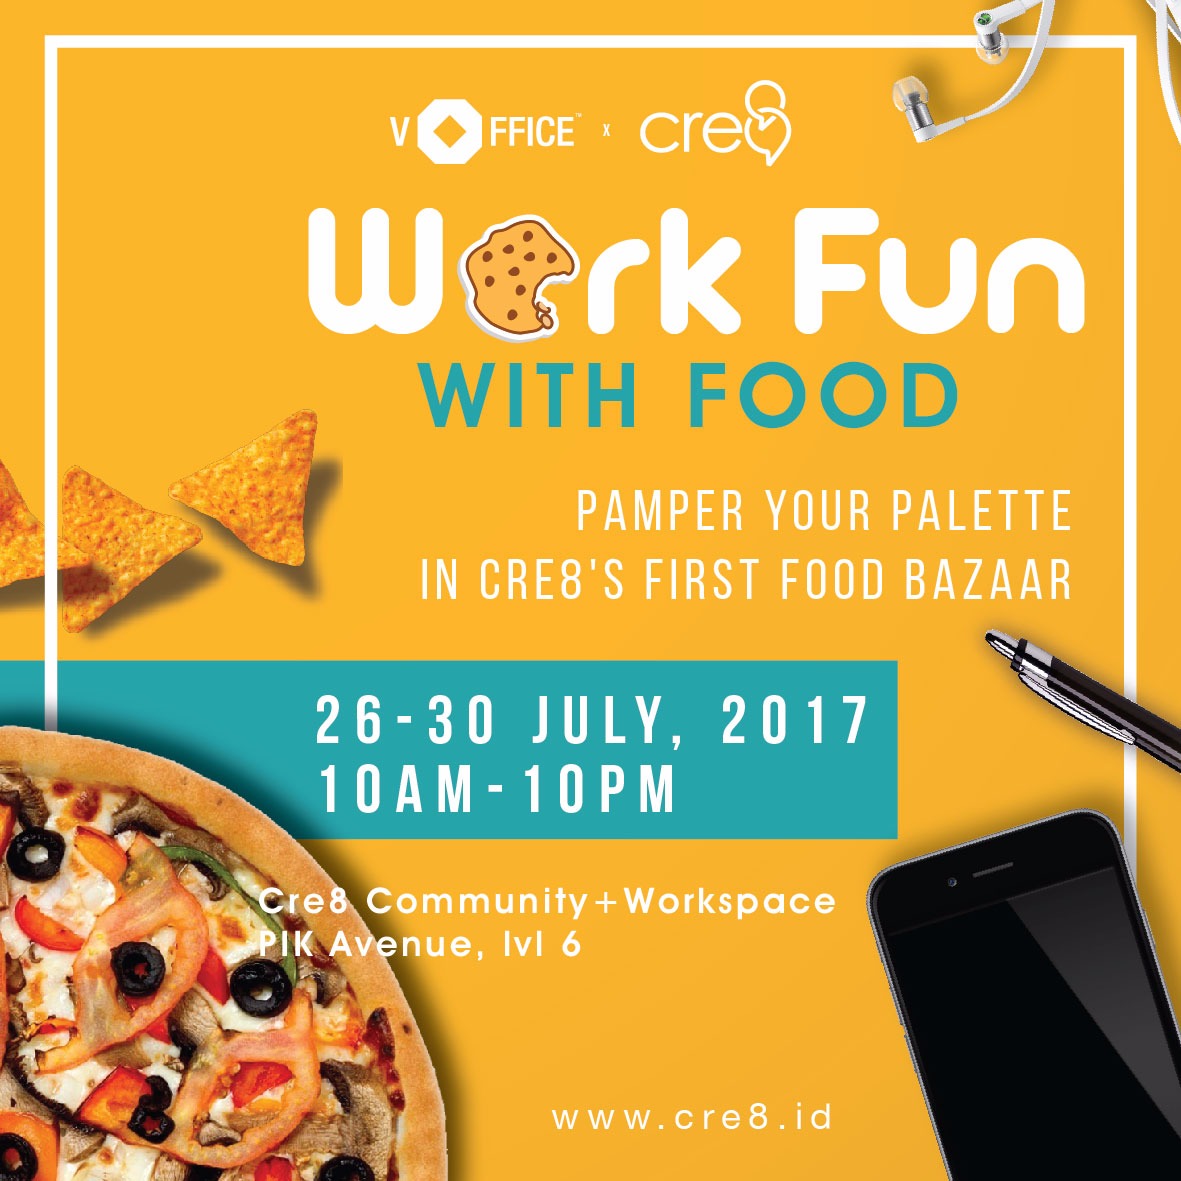 VOFFICE™ x cre8
Work Fun
WITH FOOD
PAMPER YOUR PALETTE
IN CRE8'S FIRST FOOD BAZAAR
26-30 JULY, 2017
10AM-10PM
Cre8 Community+Workspace
PIK Avenue, lvl 6
www.cre8.id